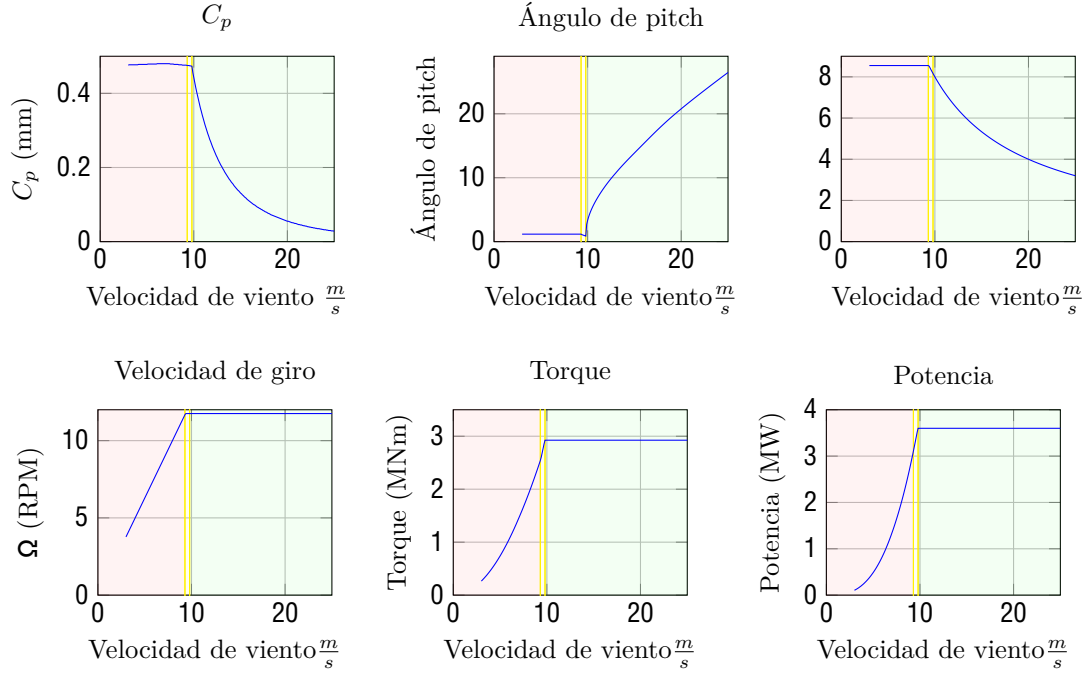 C_p
Ángulo de pitch
C_p (mm)
0.4
0.2
0
0 10 20
Velocidad de viento m/s
Ángulo de pitch
20
10
0
0 10 20
Velocidad de viento m/s
8
6
4
2
0
0 10 20
Velocidad de viento m/s
Velocidad de giro
Torque
Potencia
Ω (RPM)
10
5
0
0 10 20
Velocidad de viento m/s
Torque (MNm)
3
2
1
0
0 10 20
Velocidad de viento m/s
Potencia (MW)
4
3
2
1
0
0 10 20
Velocidad de viento m/s